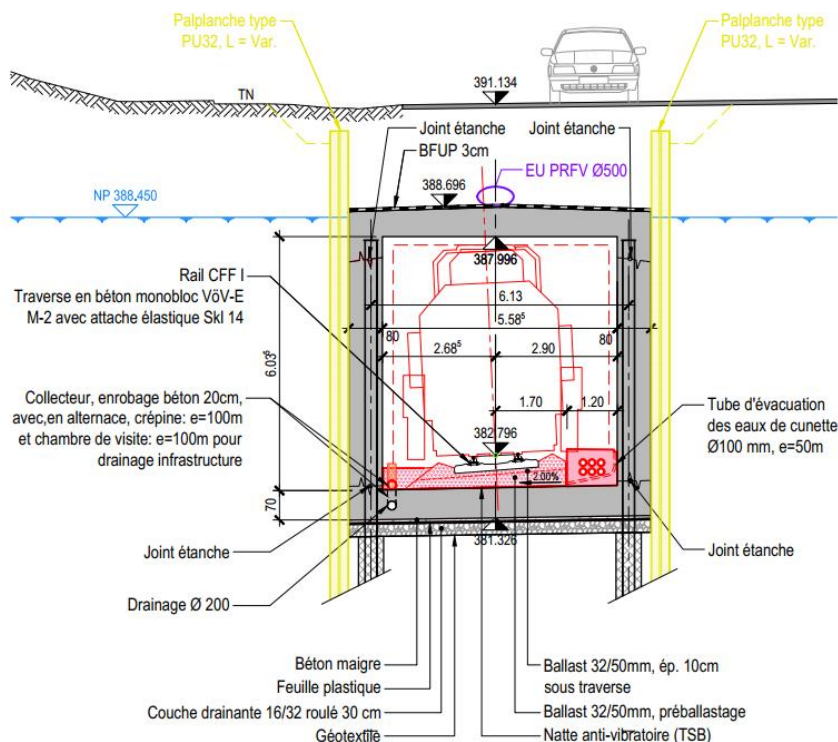 Palplanche type
PU32, L = Var.
Palplanche type
PU32, L = Var.
391.134
TN
Joint étanche
Joint étanche
BFUP 3cm
EU PRFV Ø500
NP 388.450
388.696
387.996
Rail CFF I
Traverse en béton monobloc VöV-E
M-2 avec attache élastique Skl 14
6.13
5.58⁵
80
80
2.68⁵
2.90
6.03⁵
1.70
1.20
Collecteur, enrobage béton 20cm,
avec,en alternace, crépine: e=100m
et chambre de visite: e=100m pour
drainage infrastructure
Tube d'évacuation
des eaux de cunette
Ø100 mm, e=50m
382.796
2.00%
70
381.326
Joint étanche
Joint étanche
Drainage Ø 200
Béton maigre
Feuille plastique
Couche drainante 16/32 roulé 30 cm
Géotextile
Ballast 32/50mm, ép. 10cm
sous traverse
Ballast 32/50mm, préballastage
Natte anti-vibratoire (TSB)